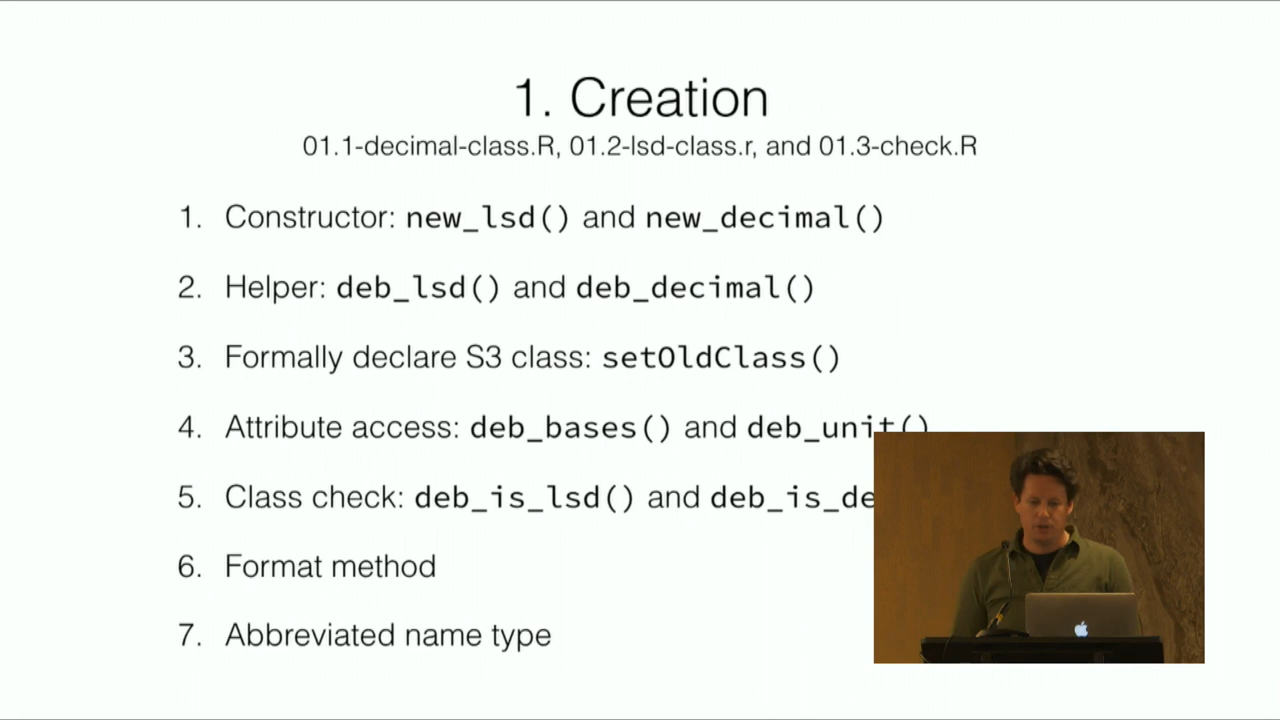 1. Creation
01.1-decimal-class.R, 01.2-lsd-class.r, and 01.3-check.R
1. Constructor: new_lsd() and new_decimal()
2. Helper: deb_lsd() and deb_decimal()
3. Formally declare S3 class: setOldClass()
4. Attribute access: deb_bases() and deb_unit()
5. Class check: deb_is_lsd() and deb_is_de
6. Format method
7. Abbreviated name type